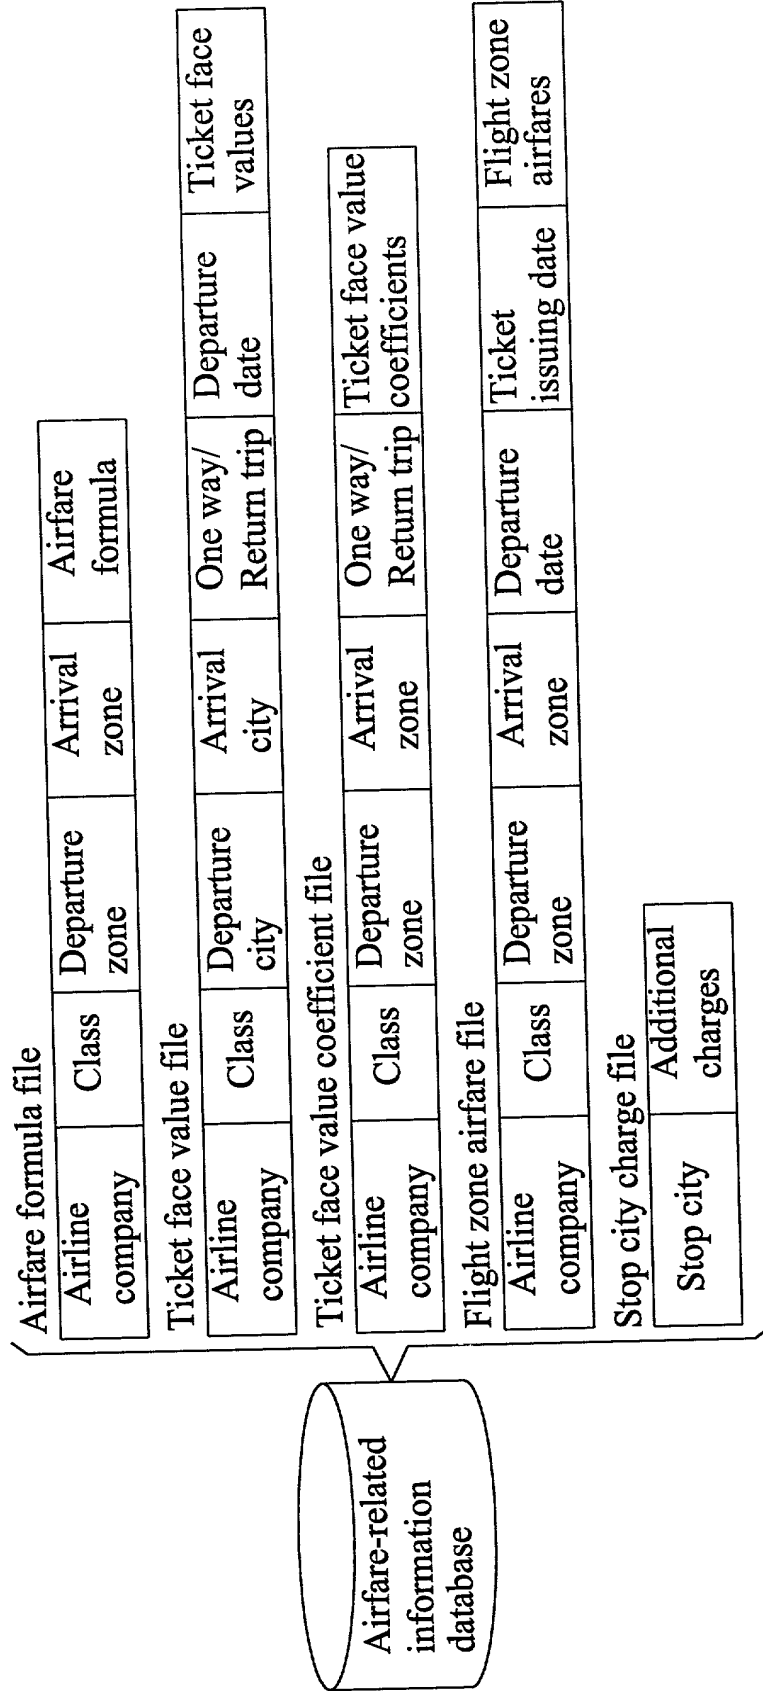 Airfare-related
information
database
Airfare formula file
Airline
company
Class
Departure
zone
Arrival
zone
Airfare
formula
Ticket face value file
Airline
company
Class
Departure
city
Arrival
city
One way/
Return trip
Departure
date
Ticket face
values
Ticket face value coefficient file
Airline
company
Class
Departure
zone
Arrival
zone
One way/
Return trip
Ticket face value
coefficients
Flight zone airfare file
Airline
company
Class
Departure
zone
Arrival
zone
Departure
date
Ticket
issuing date
Flight zone
airfares
Stop city charge file
Stop city
Additional
charges